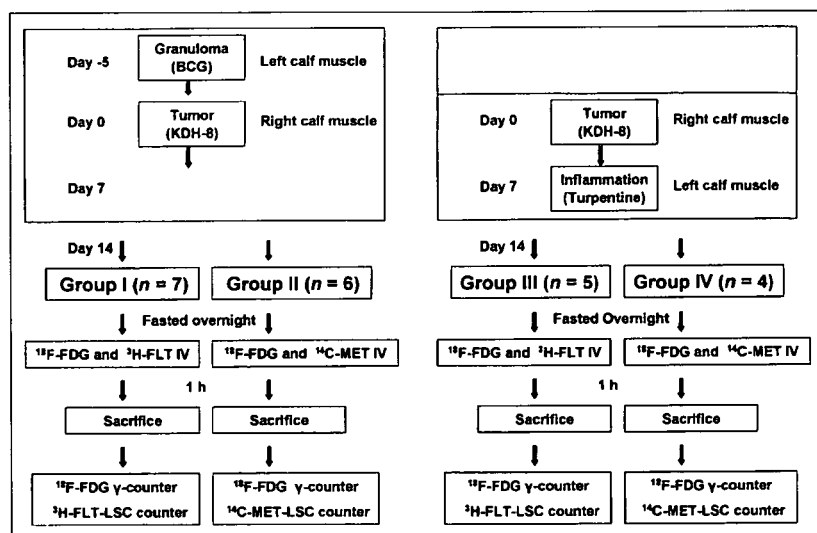 Day -5
Granuloma
(BCG)
Left calf muscle
Day 0
Tumor
(KDH-8)
Right calf muscle
Day 7
Day 14
Group I (n = 7)
Group II (n = 6)
Fasted overnight
¹⁸F-FDG and ³H-FLT IV
¹⁸F-FDG and ¹⁴C-MET IV
1 h
Sacrifice
Sacrifice
¹⁸F-FDG γ-counter
³H-FLT-LSC counter
¹⁸F-FDG γ-counter
¹⁴C-MET-LSC counter
Day 0
Tumor
(KDH-8)
Right calf muscle
Day 7
Inflammation
(Turpentine)
Left calf muscle
Day 14
Group III (n = 5)
Group IV (n = 4)
Fasted Overnight
¹⁸F-FDG and ³H-FLT IV
¹⁸F-FDG and ¹⁴C-MET IV
1 h
Sacrifice
Sacrifice
¹⁸F-FDG γ-counter
³H-FLT-LSC counter
¹⁸F-FDG γ-counter
¹⁴C-MET-LSC counter